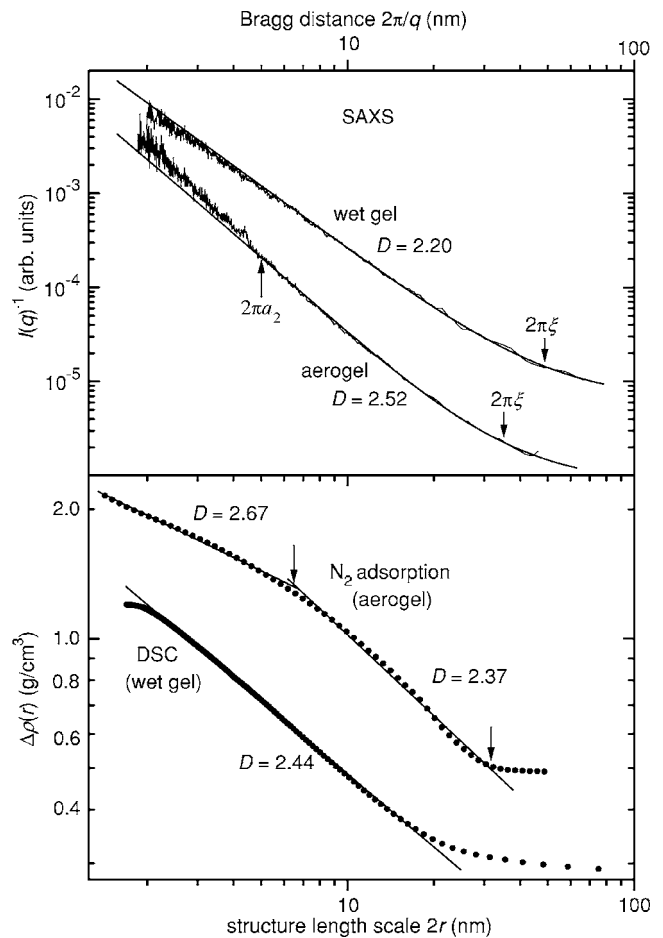 Bragg distance 2π/q (nm)
10
100
10⁻²
10⁻³
10⁻⁴
10⁻⁵
I(q)⁻¹ (arb. units)
SAXS
wet gel
D = 2.20
2πa₂
2πξ
aerogel
D = 2.52
2πξ
2.0
1.0
0.8
0.6
0.4
Δρ(r) (g/cm³)
D = 2.67
N₂ adsorption
(aerogel)
DSC
(wet gel)
D = 2.37
D = 2.44
10
100
structure length scale 2r (nm)